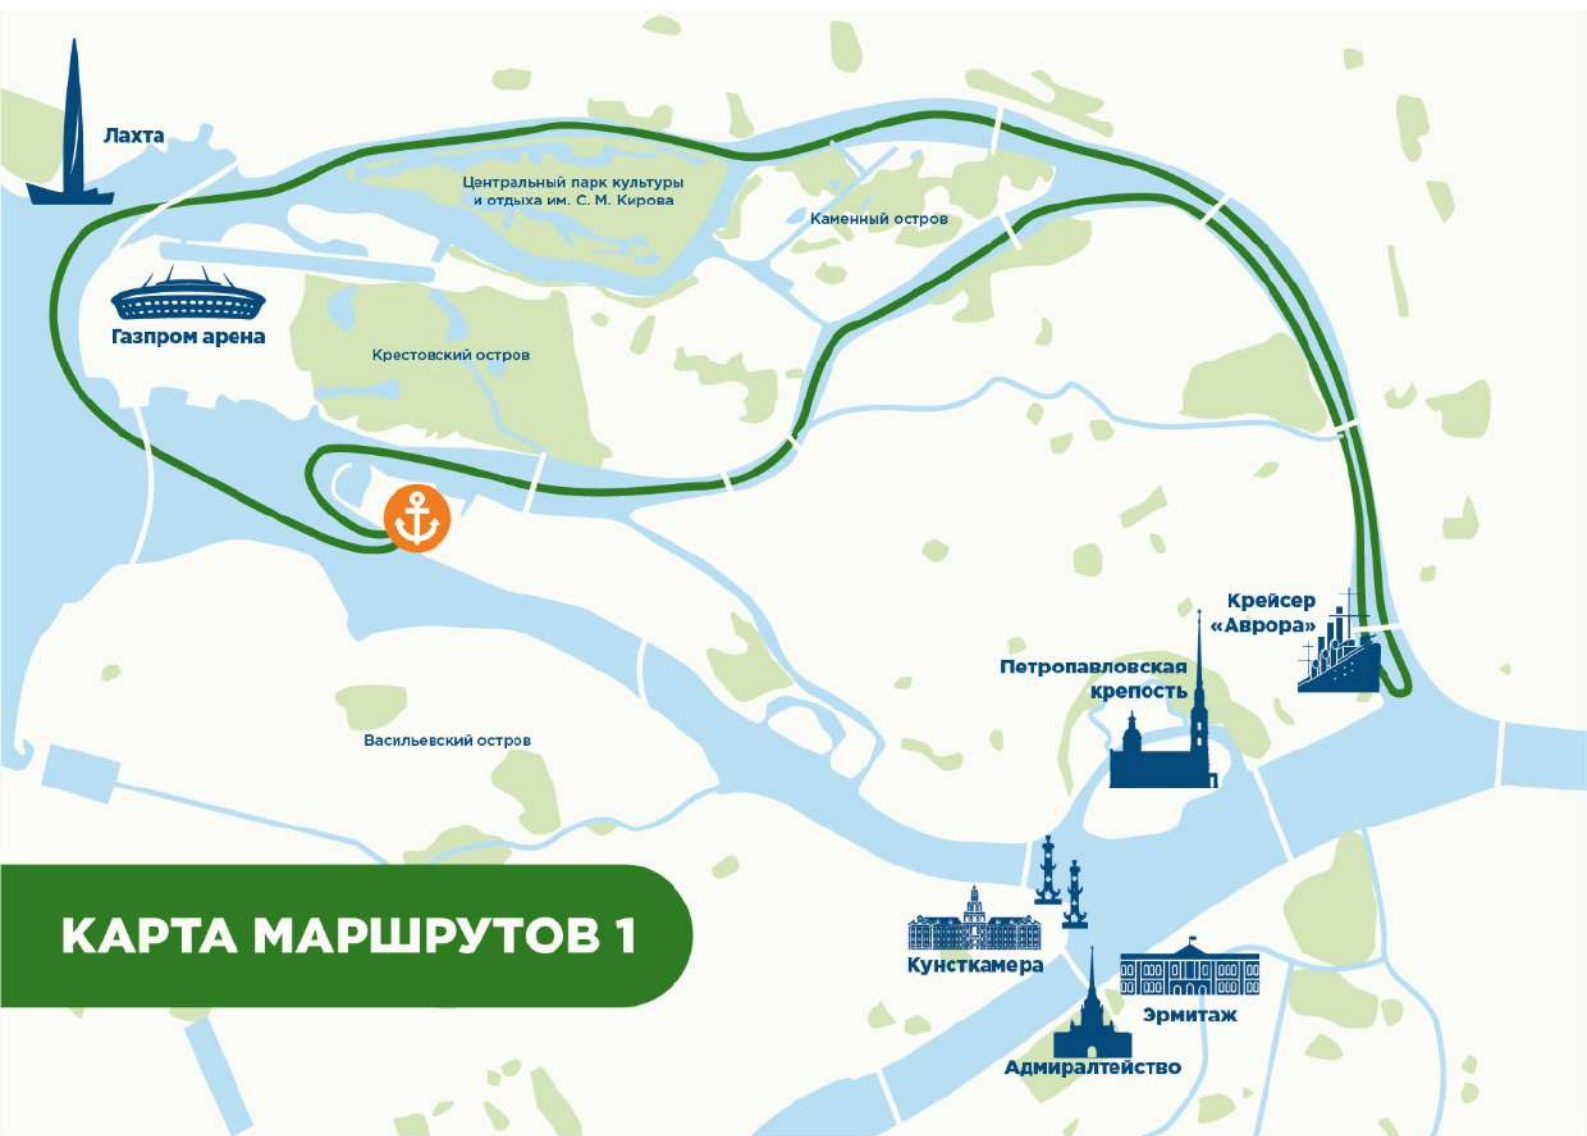 Лахта
Центральный парк культуры
и отдыха им. С. М. Кирова
Каменный остров
Газпром арена
Крестовский остров
Крейсер
«Аврора»
Петропавловская
крепость
Васильевский остров
КАРТА МАРШРУТОВ 1
Кунсткамера
Эрмитаж
Адмиралтейство